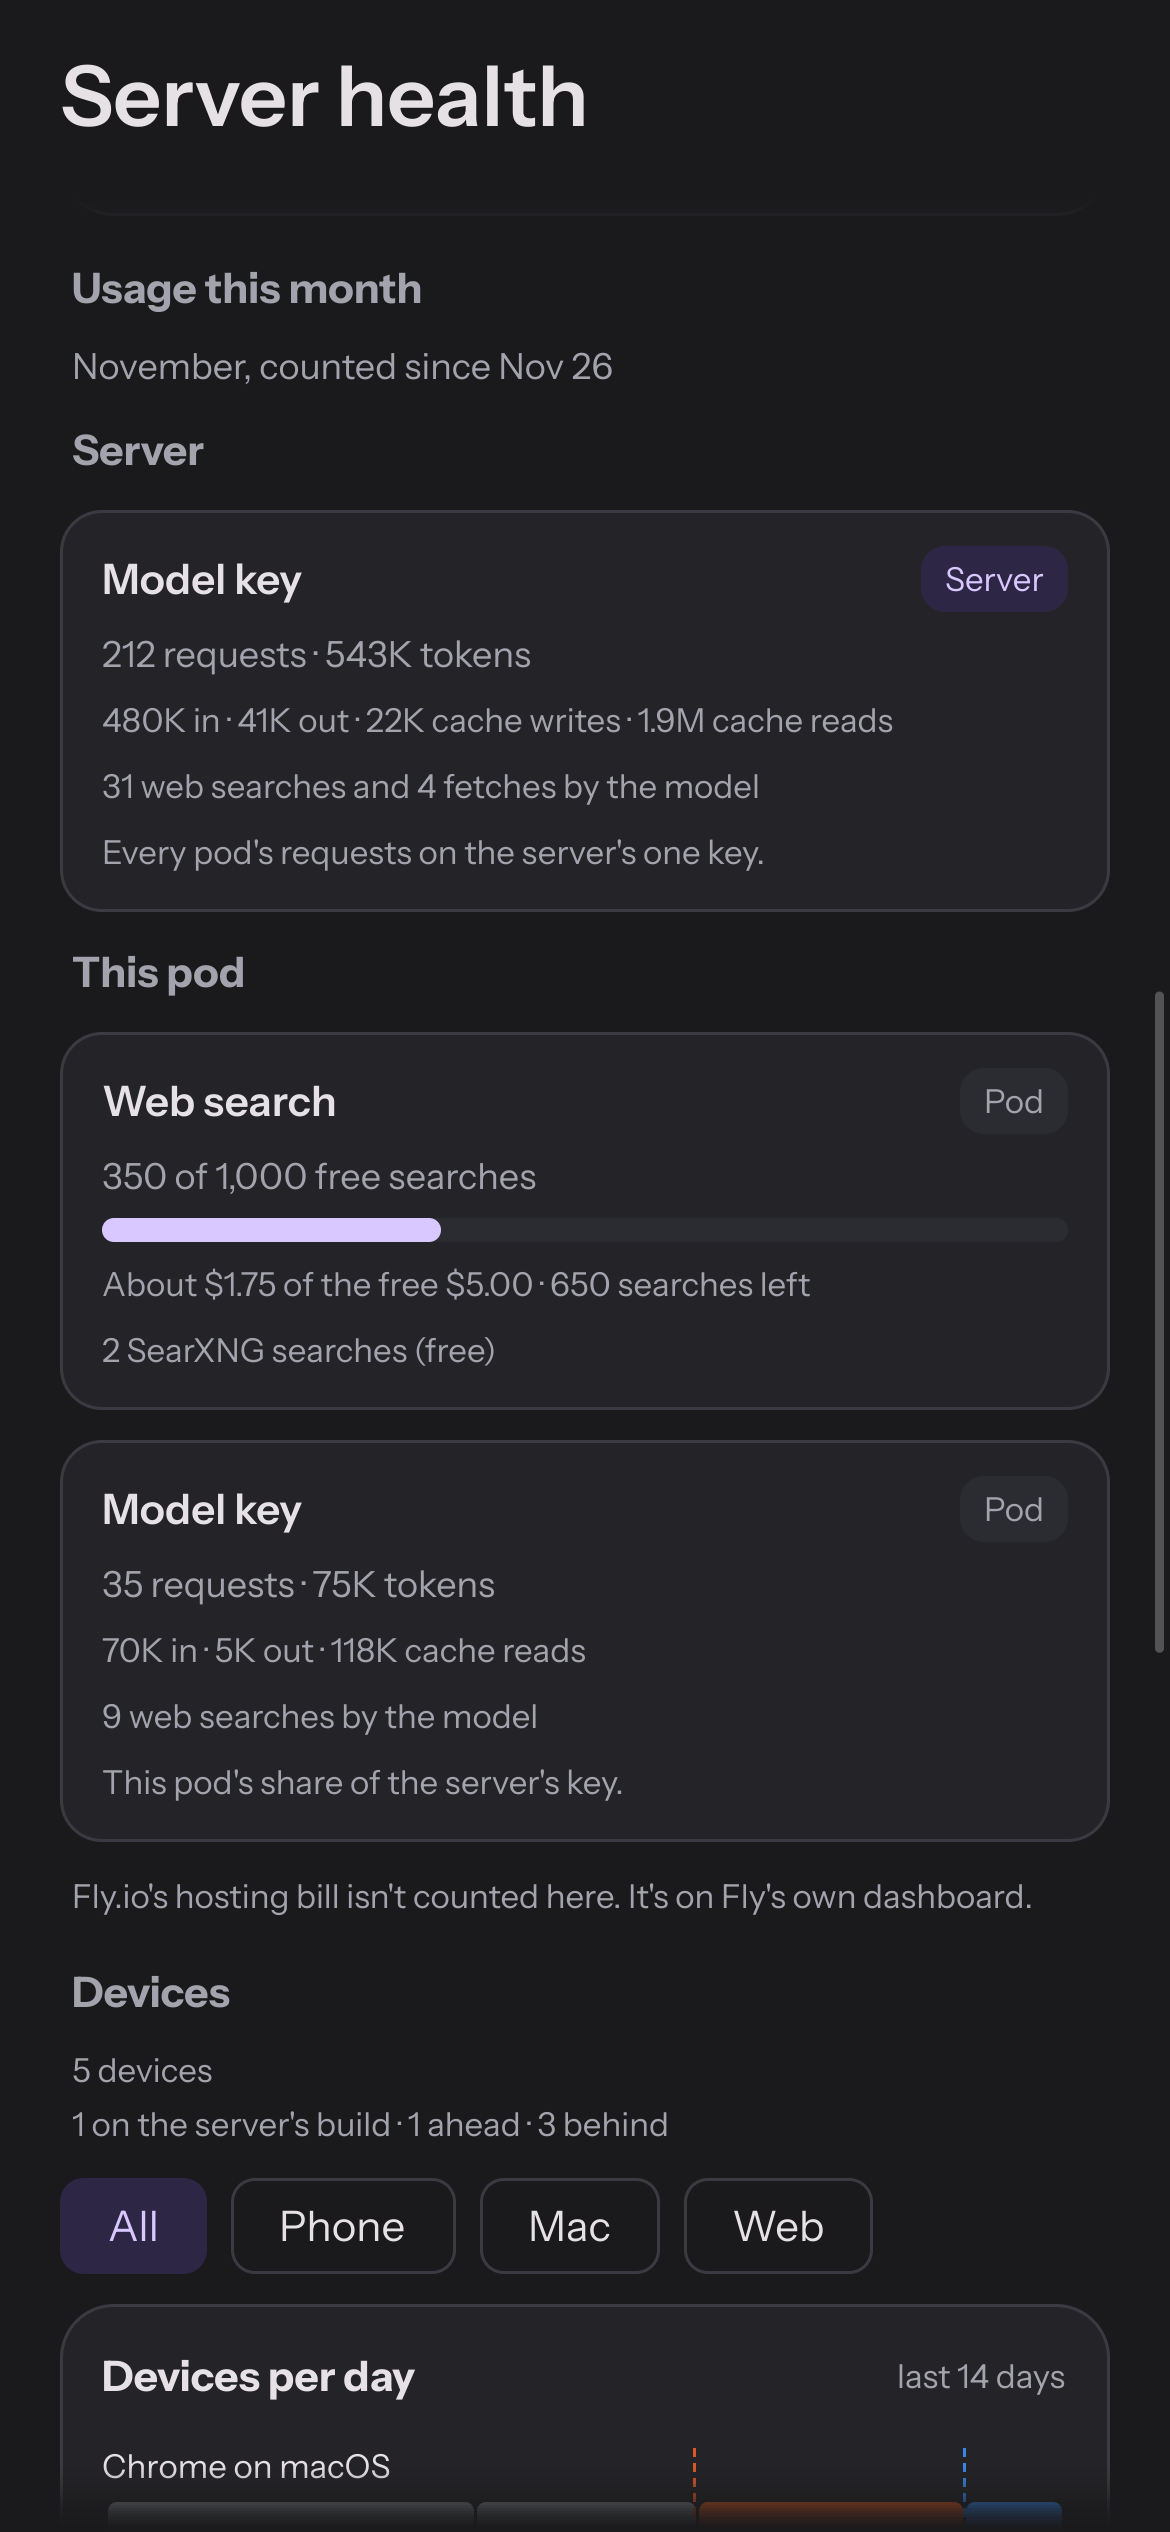 Server health
Usage this month
November, counted since Nov 26
Server
Model key
Server
212 requests · 543K tokens
480K in · 41K out · 22K cache writes · 1.9M cache reads
31 web searches and 4 fetches by the model
Every pod's requests on the server's one key.
This pod
Web search
Pod
350 of 1,000 free searches
About $1.75 of the free $5.00 · 650 searches left
2 SearXNG searches (free)
Model key
Pod
35 requests · 75K tokens
70K in · 5K out · 118K cache reads
9 web searches by the model
This pod's share of the server's key.
Fly.io's hosting bill isn't counted here. It's on Fly's own dashboard.
Devices
5 devices
1 on the server's build · 1 ahead · 3 behind
All
Phone
Mac
Web
Devices per day
last 14 days
Chrome on macOS